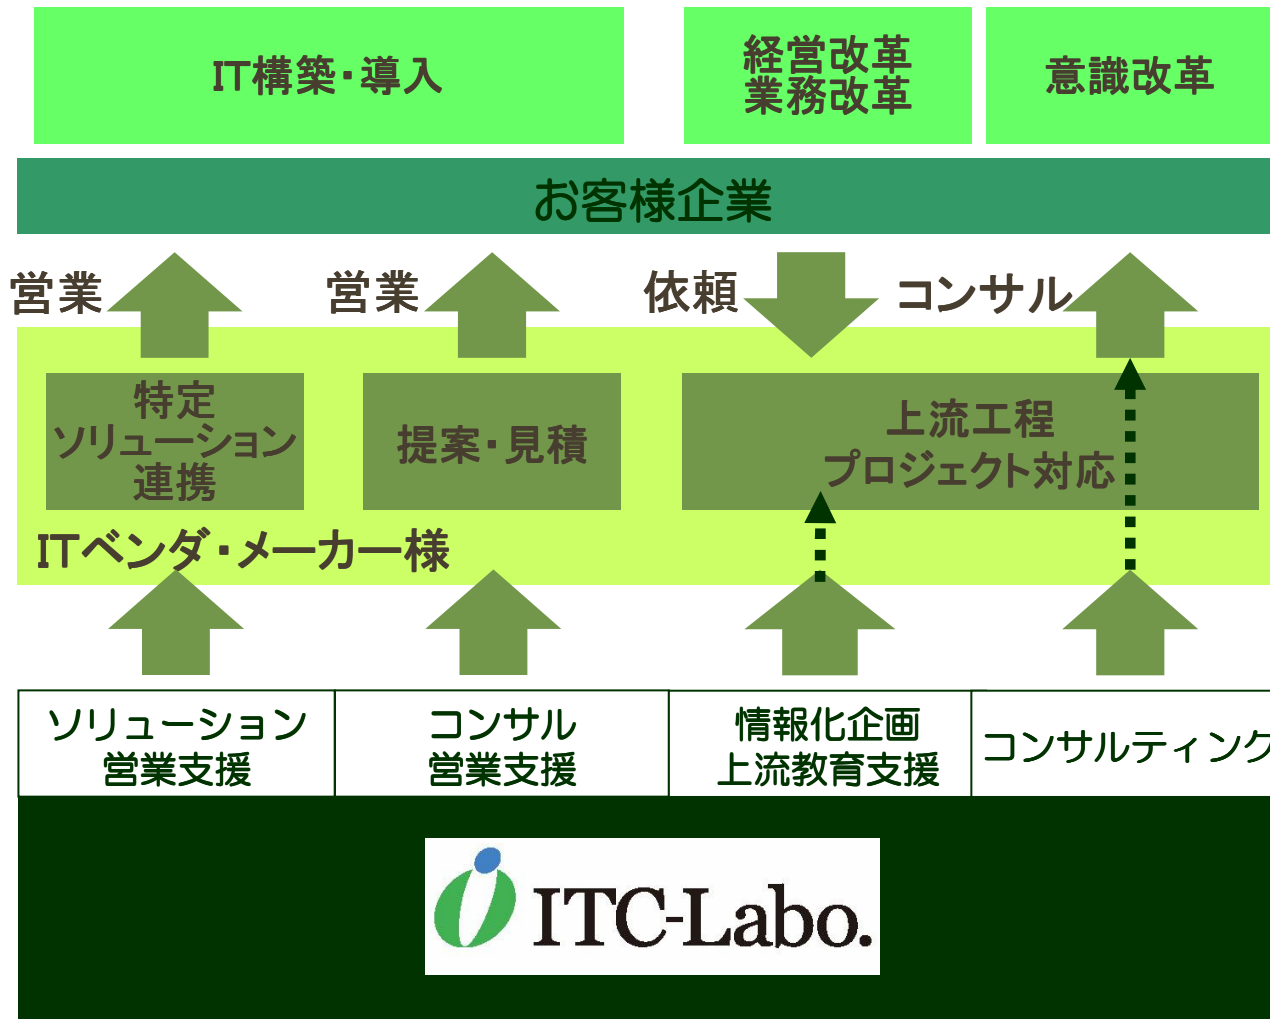 IT構築・導入
経営改革
業務改革
意識改革
お客様企業
営業
営業
依頼
コンサル
特定
ソリューション
連携
提案・見積
上流工程
プロジェクト対応
ITベンダ・メーカー様
ソリューション
営業支援
コンサル
営業支援
情報化企画
上流教育支援
コンサルティング
ITC-Labo.